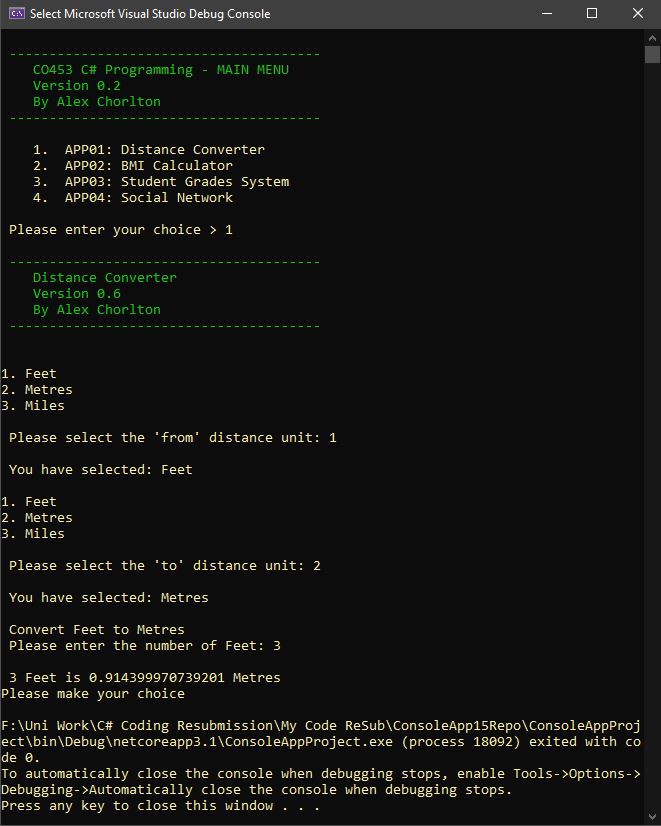 Select Microsoft Visual Studio Debug Console
---------------------------------------
CO453 C# Programming - MAIN MENU
Version 0.2
By Alex Chorlton
---------------------------------------
1.  APP01: Distance Converter
2.  APP02: BMI Calculator
3.  APP03: Student Grades System
4.  APP04: Social Network
Please enter your choice > 1
---------------------------------------
Distance Converter
Version 0.6
By Alex Chorlton
---------------------------------------
1. Feet
2. Metres
3. Miles
Please select the 'from' distance unit: 1
You have selected: Feet
1. Feet
2. Metres
3. Miles
Please select the 'to' distance unit: 2
You have selected: Metres
Convert Feet to Metres
Please enter the number of Feet: 3
3 Feet is 0.914399970739201 Metres
Please make your choice
F:\Uni Work\C# Coding Resubmission\My Code ReSub\ConsoleApp15Repo\ConsoleAppProj
ect\bin\Debug\netcoreapp3.1\ConsoleAppProject.exe (process 18092) exited with co
de 0.
To automatically close the console when debugging stops, enable Tools->Options->
Debugging->Automatically close the console when debugging stops.
Press any key to close this window . . .